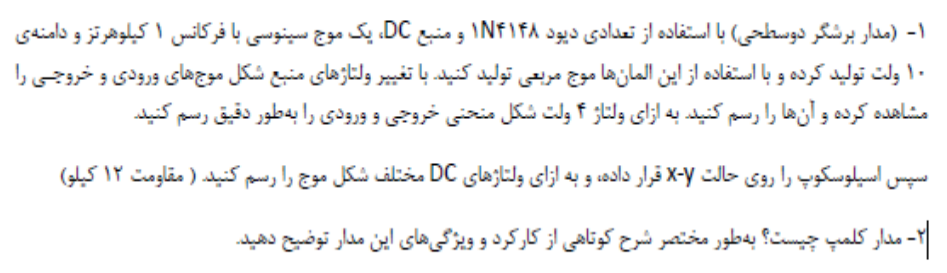 ۱- (مدار برشگر دوسطحی) با استفاده از تعدادی دیود 1N۴۱۴۸ و منبع DC، یک موج سینوسی با فرکانس ۱ کیلوهرتز و دامنه‌ی
۱۰ ولت تولید کرده و با استفاده از این المان‌ها موج مربعی تولید کنید. با تغییر ولتاژهای منبع شکل موج‌های ورودی و خروجی را
مشاهده کرده و آن‌ها را رسم کنید. به ازای ولتاژ ۴ ولت شکل منحنی خروجی و ورودی را به‌طور دقیق رسم کنید.
سپس اسیلوسکوپ را روی حالت x-y قرار داده، و به ازای ولتاژهای DC مختلف شکل موج را رسم کنید. ( مقاومت ۱۲ کیلو)
۲- مدار کلمپ چیست؟ به‌طور مختصر شرح کوتاهی از کارکرد و ویژگی‌های این مدار توضیح دهید.